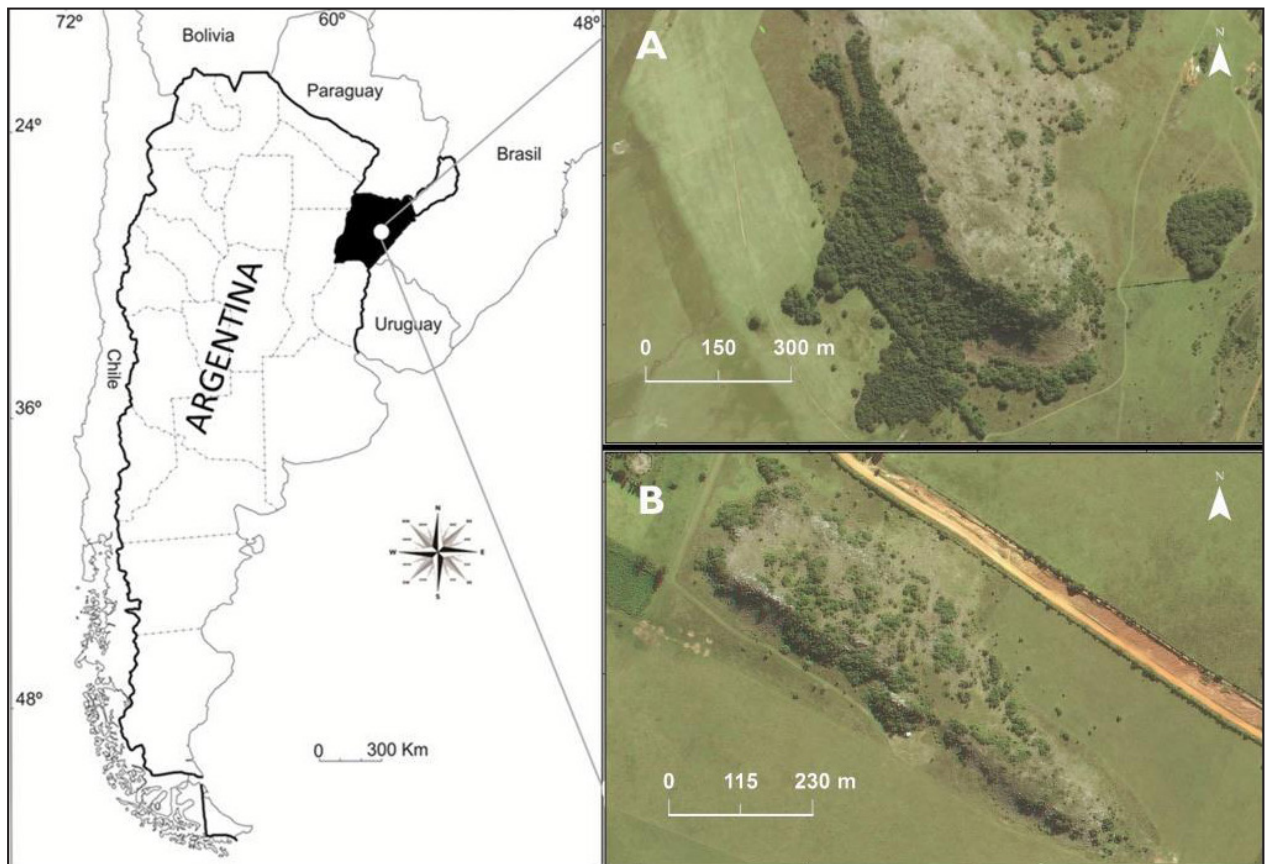 72º
60º
48º
Bolivia
Paraguay
24º
Brasil
ARGENTINA
Uruguay
Chile
36º
N
W
E
S
48º
0 300 Km
A
N
0 150 300 m
B
N
0 115 230 m